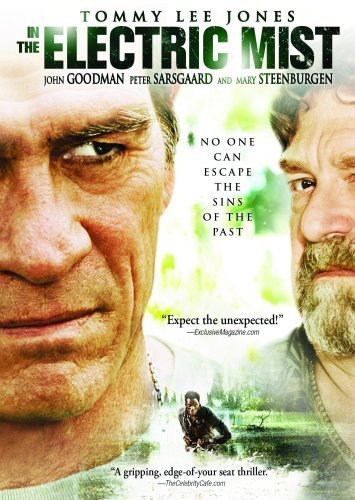 TOMMY LEE JONES
IN THE ELECTRIC MIST
JOHN GOODMAN PETER SARSGAARD AND MARY STEENBURGEN
NO ONE
CAN
ESCAPE
THE
SINS
OF THE
PAST
"Expect the unexpected!"
—ExclusiveMagazine.com
"A gripping, edge-of-your seat thriller."
—TheCelebrityCafe.com